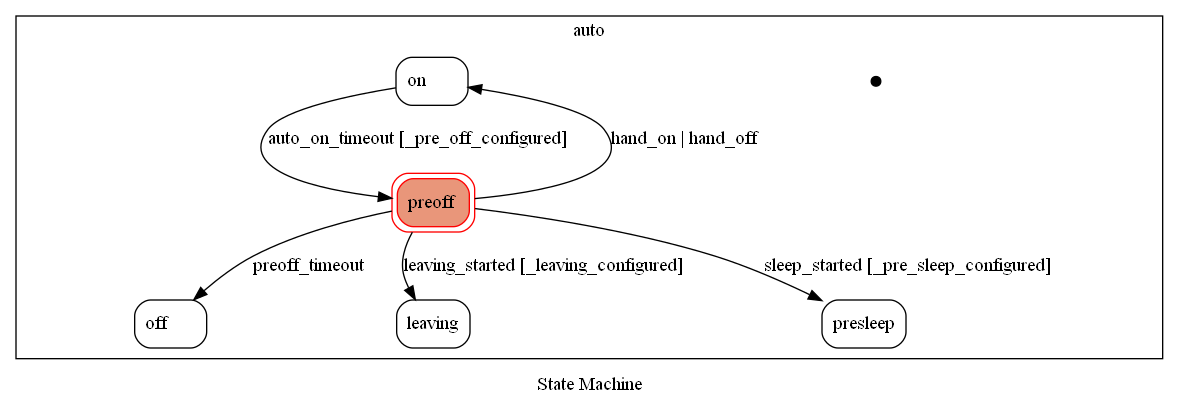 auto
on
auto_on_timeout [_pre_off_configured]
hand_on | hand_off
preoff
preoff_timeout
leaving_started [_leaving_configured]
sleep_started [_pre_sleep_configured]
off
leaving
presleep
State Machine